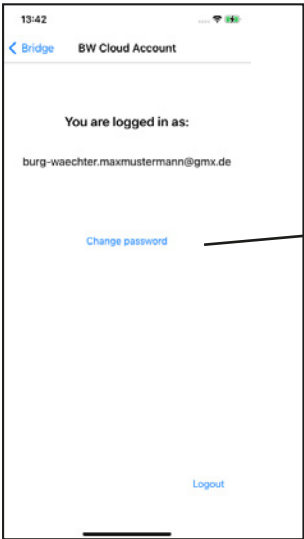 13:42
Bridge BW Cloud Account
You are logged in as:
burg-waechter.maxmustermann@gmx.de
Change password
Logout